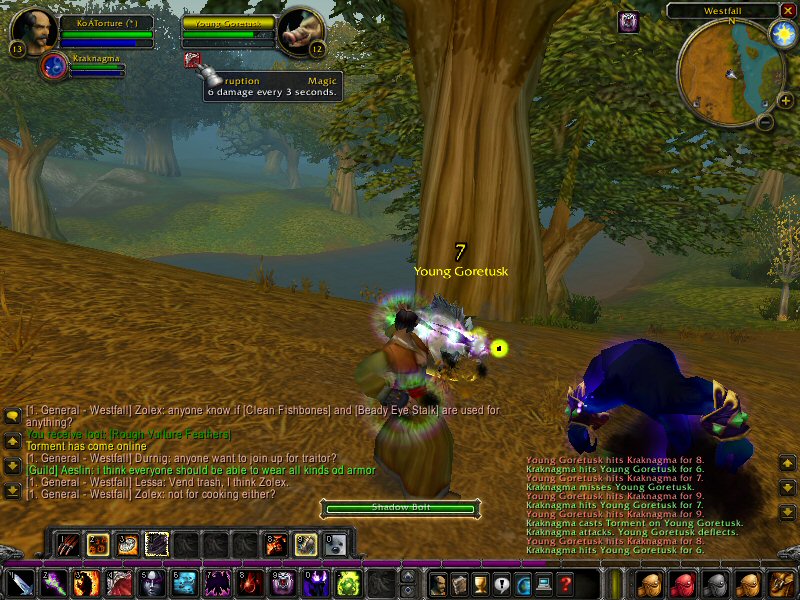 KoÄTorture (*)
13
Kraknagma
Young Goretusk
12
ruption Magic
6 damage every 3 seconds.
Westfall
N
7
Young Goretusk
[1. General - Westfall] Zolex: anyone know if [Clean Fishbones] and [Beady Eye Stalk] are used for
anything?
You receive loot: [Rough Vulture Feathers]
Torment has come online
[1. General - Westfall] Durnig: anyone want to join up for traitor?
[Guild] Aeslin: i think everyone should be able to wear all kinds od armor
[1. General - Westfall] Lessa: Vend trash, I think Zolex.
[1. General - Westfall] Zolex: not for cooking either?
Young Goretusk hits Kraknagma for 8.
Kraknagma hits Young Goretusk for 6.
Young Goretusk hits Kraknagma for 7.
Kraknagma misses Young Goretusk.
Young Goretusk hits Kraknagma for 9.
Kraknagma hits Young Goretusk for 7.
Young Goretusk hits Kraknagma for 9.
Kraknagma casts Torment on Young Goretusk.
Kraknagma attacks. Young Goretusk deflects.
Young Goretusk hits Kraknagma for 8.
Kraknagma hits Young Goretusk for 6.
Shadow Bolt